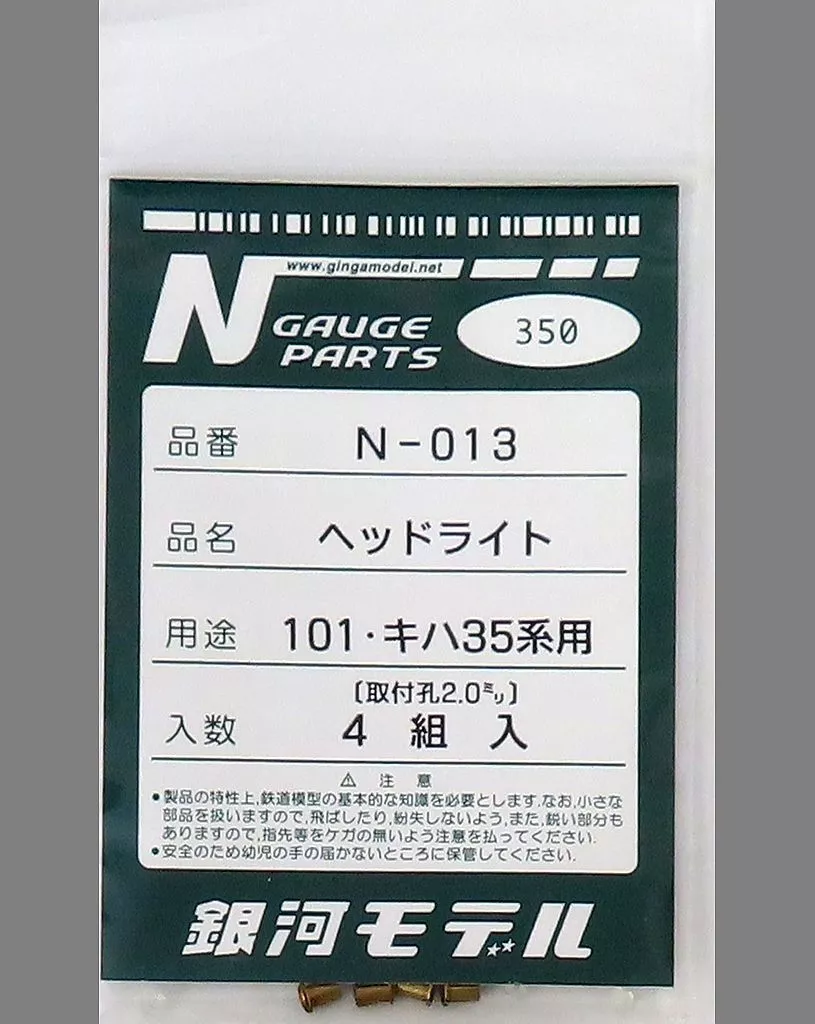 www.gingamodel.net
N GAUGE PARTS
350
品番 N-013
品名 ヘッドライト
用途 101・キハ35系用
〔取付孔2.0㍉〕
入数 4 組 入
⚠ 注 意
●製品の特性上,鉄道模型の基本的な知識を必要とします.なお,小さな
部品を扱いますので,飛ばしたり,紛失しないよう,また,鋭い部分も
ありますので,指先等をケガの無いよう注意を払ってください.
●安全のため幼児の手の届かないところに保管してください.
銀河モデル